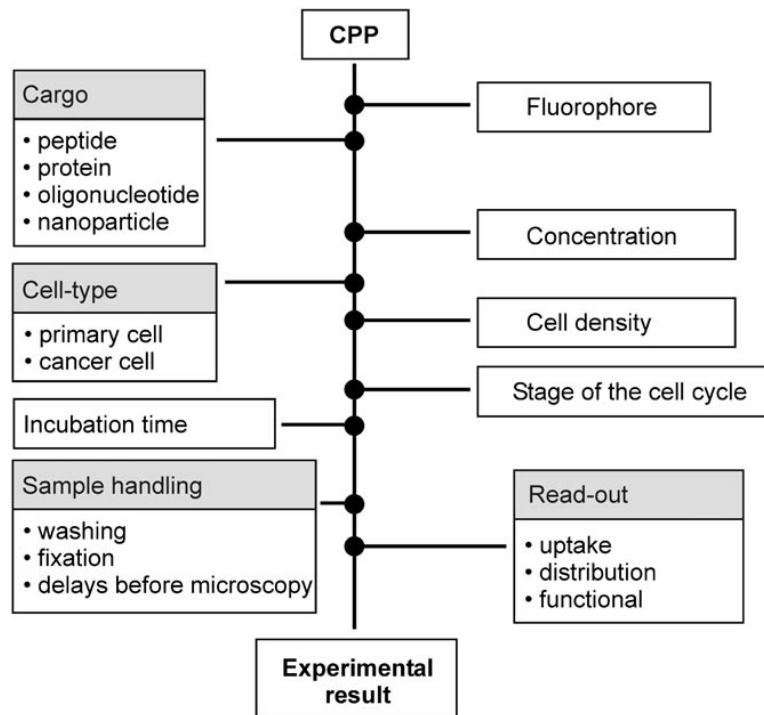 CPP
Cargo
• peptide
• protein
• oligonucleotide
• nanoparticle
Fluorophore
Concentration
Cell-type
• primary cell
• cancer cell
Cell density
Stage of the cell cycle
Incubation time
Sample handling
• washing
• fixation
• delays before microscopy
Read-out
• uptake
• distribution
• functional
Experimental
result